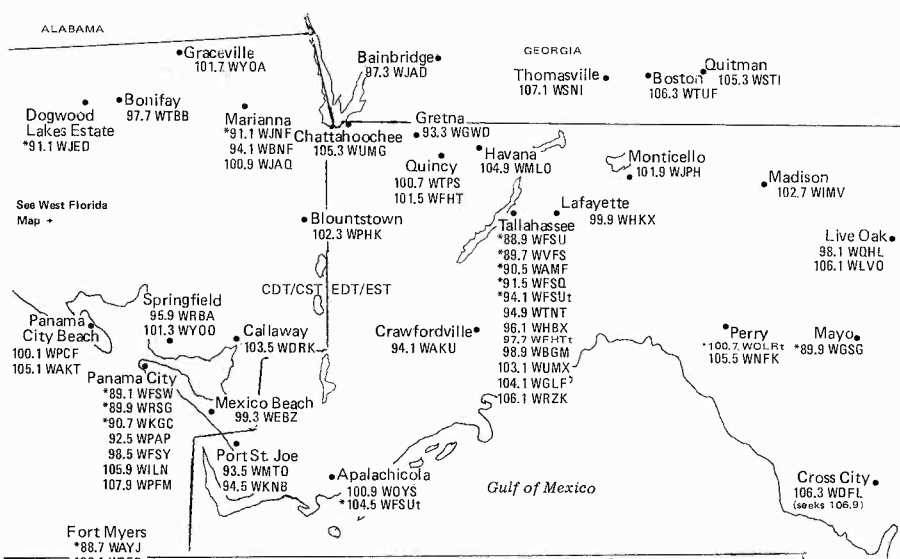 ALABAMA
Graceville
101.7 WYOA
Bainbridge
97.3 WJAD
GEORGIA
Thomasville
107.1 WSNI
Boston
106.3 WTUF
Quitman
105.3 WSTI
Dogwood
Lakes Estate
*91.1 WJED
Bonifay
97.7 WTBB
Marianna
*91.1 WJNF
94.1 WBNF
100.9 WJAQ
Chattahoochee
105.3 WUMG
Gretna
93.3 WGWD
Quincy
100.7 WTPS
101.5 WFHT
Havana
104.9 WMLO
Monticello
101.9 WJPH
Madison
102.7 WIMV
See West Florida
Map +
Blountstown
102.3 WPHK
Lafayette
99.9 WHKX
Tallahassee
*88.9 WFSU
*89.7 WVFS
*90.5 WAMF
*91.5 WFSQ
*94.1 WFSUt
94.9 WTNT
96.1 WHBX
97.7 WFHTt
98.9 WBGM
103.1 WUMX
104.1 WGLF
106.1 WRZK
Live Oak
98.1 WQHL
106.1 WLVO
CDT/CST EDT/EST
Springfield
95.9 WRBA
101.3 WYOO
Panama
City Beach
100.1 WPCF
105.1 WAKT
Callaway
103.5 WDRK
Crawfordville
94.1 WAKU
Perry
*100.7 WOLRt
105.5 WNFK
Mayo
*89.9 WGSG
Panama City
*89.1 WFSW
*89.9 WRSG
*90.7 WKGC
92.5 WPAP
98.5 WFSY
105.9 WILN
107.9 WPFM
Mexico Beach
99.3 WEBZ
Port St. Joe
93.5 WMTO
94.5 WKNB
Apalachicola
100.9 WOYS
*104.5 WFSUt
Gulf of Mexico
Cross City
106.3 WDFL
(seeks 106.9)
Fort Myers
*88.7 WAYJ